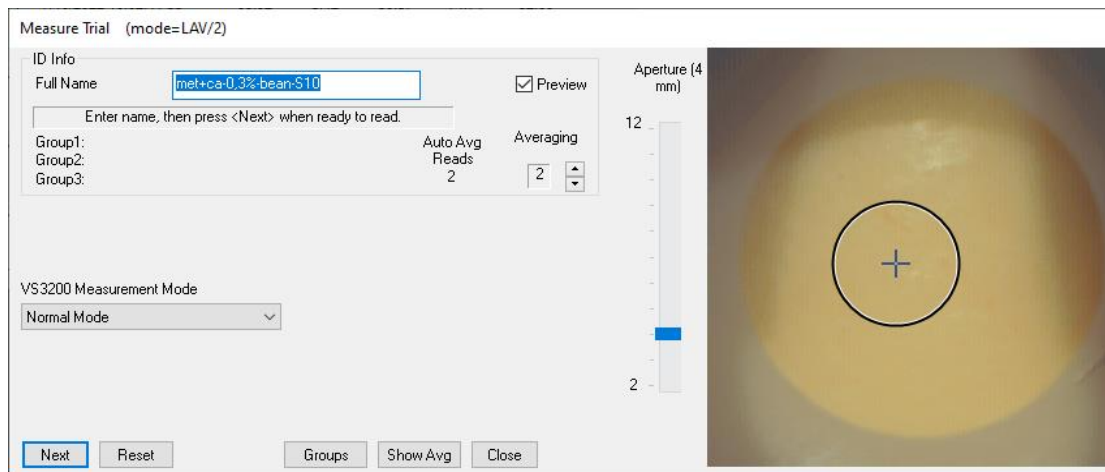 Measure Trial (mode=LAV/2)
ID Info
Full Name
met+ca-0,3%-bean-S10
Preview
Enter name, then press <Next> when ready to read.
Group1:
Group2:
Group3:
Auto Avg
Reads
2
Averaging
2
Aperture (4
mm)
12
2
VS3200 Measurement Mode
Normal Mode
Next
Reset
Groups
Show Avg
Close